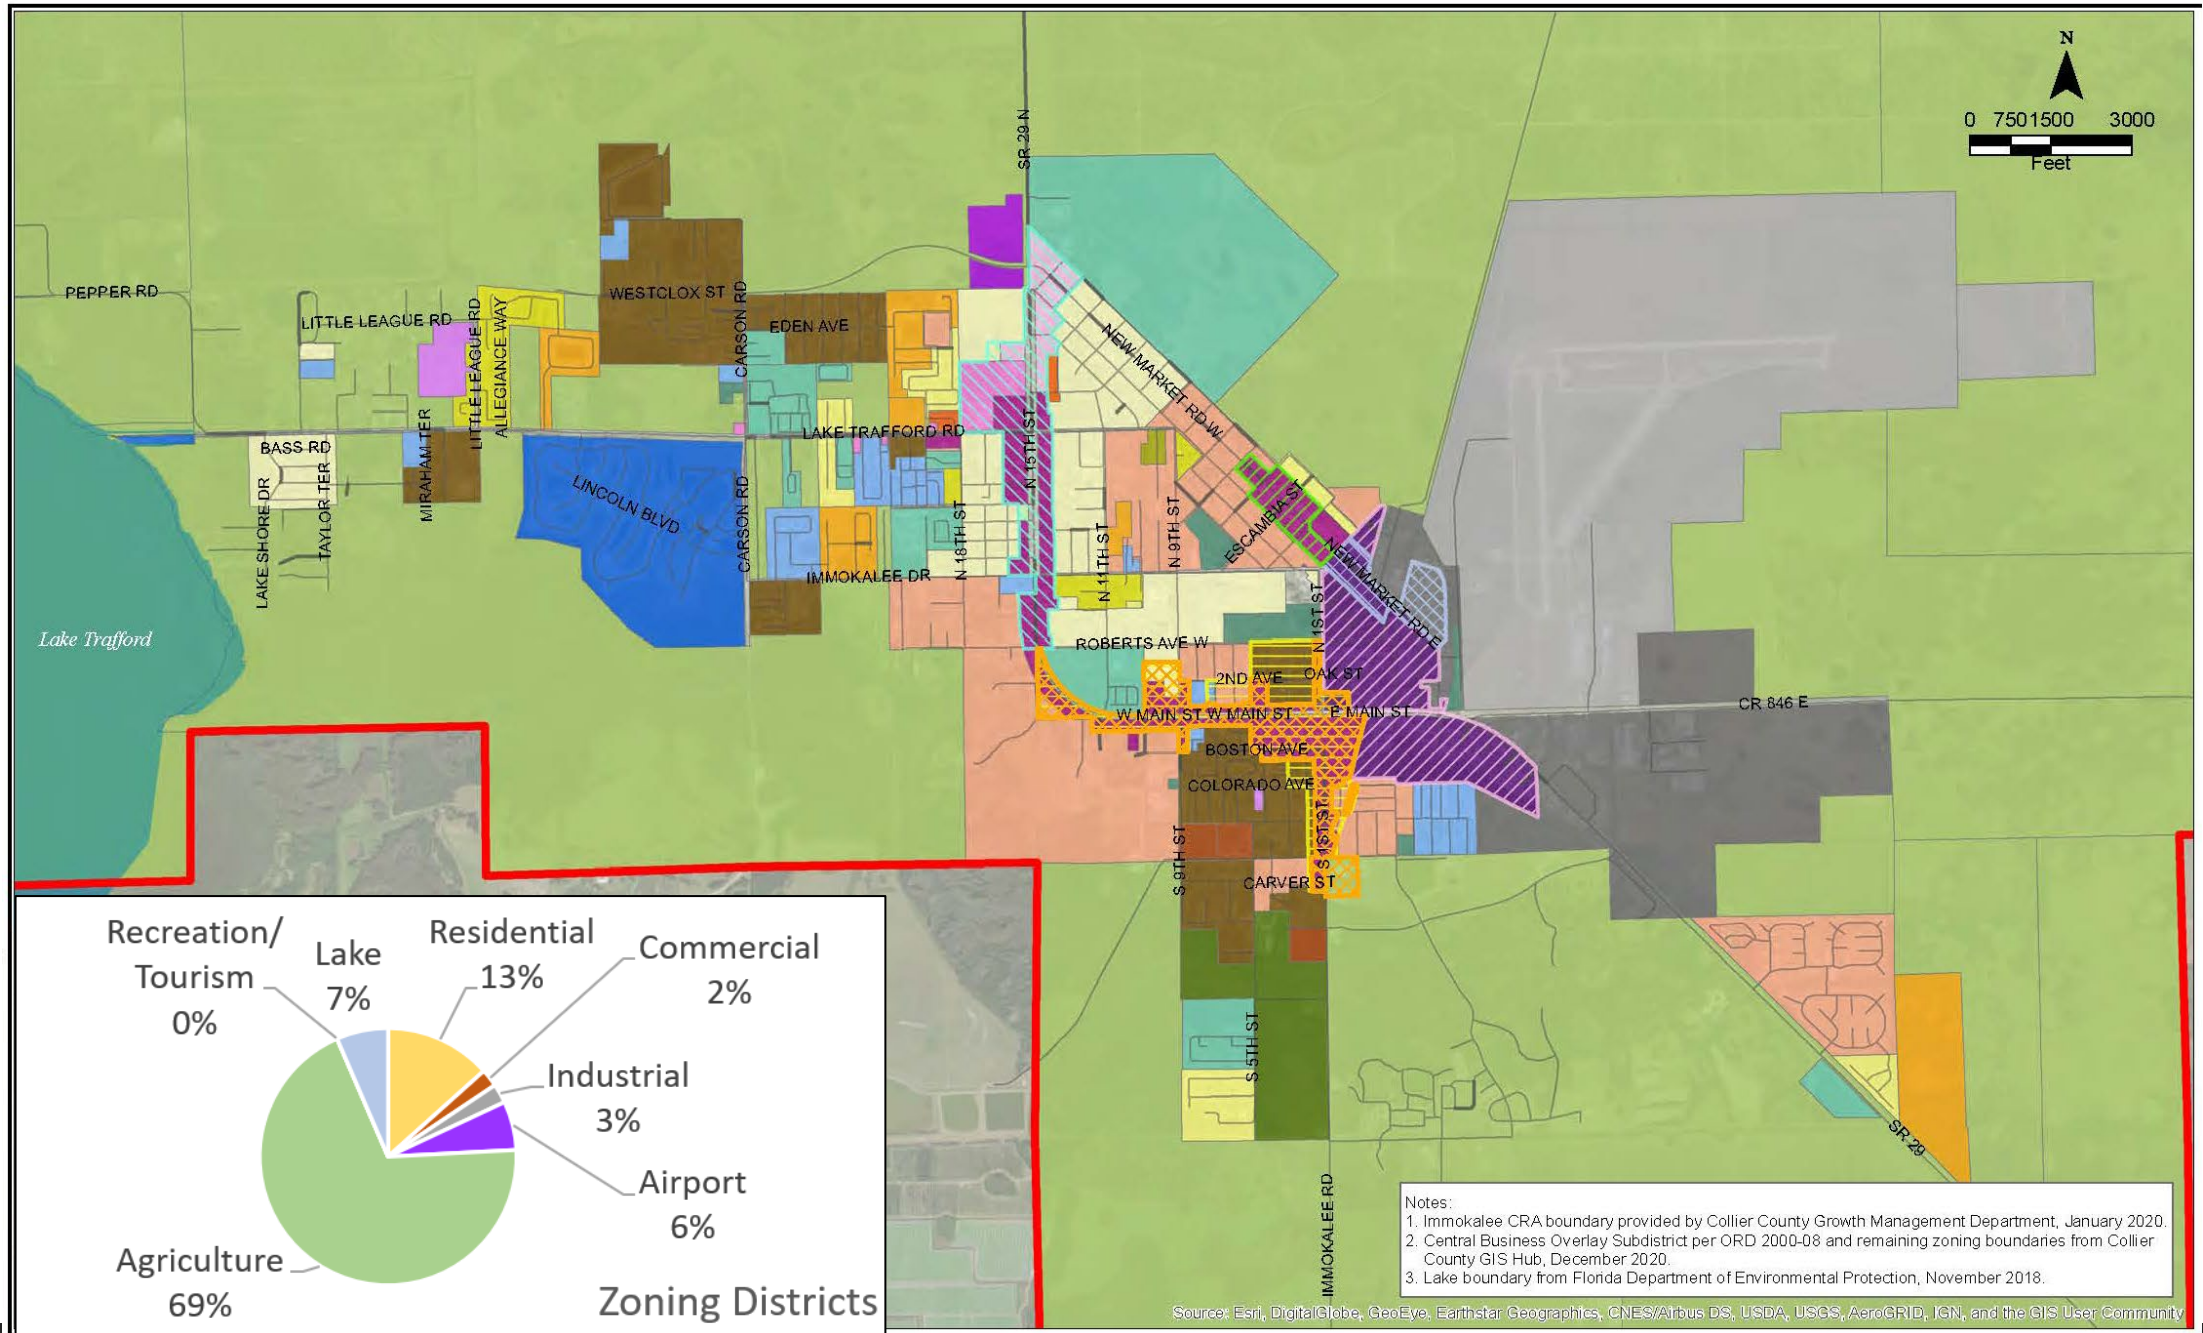 N
0 750 1500 3000
Feet
SR 29 N
PEPPER RD
WESTCLOX ST
CARSON RD
LITTLE LEAGUE RD
EDEN AVE
LITTLE LEAGUE RD
ALLEGIANCE WAY
NEW MARKET RD W
MIRAHAM TER
LAKE TRAFFORD RD
N 15TH ST
BASS RD
LINCOLN BLVD
CARSON RD
LAKE SHORE DR
TAYLOR TER
N 18TH ST
N 11TH ST
N 9TH ST
ESCAMBIA ST
IMMOKALEE DR
NEW MARKET RD E
N 1ST ST
Lake Trafford
ROBERTS AVE W
2ND AVE
OAK ST
W MAIN ST
W MAIN ST
E MAIN ST
CR 846 E
BOSTON AVE
COLORADO AVE
S 1ST ST
S 9TH ST
CARVER ST
S 5TH ST
SR 29
IMMOKALEE RD
Recreation/
Tourism
0%
Lake
7%
Residential
13%
Commercial
2%
Industrial
3%
Airport
6%
Agriculture
69%
Zoning Districts
Notes:
1. Immokalee CRA boundary provided by Collier County Growth Management Department, January 2020.
2. Central Business Overlay Subdistrict per ORD 2000-08 and remaining zoning boundaries from Collier
County GIS Hub, December 2020.
3. Lake boundary from Florida Department of Environmental Protection, November 2018.
Source: Esri, DigitalGlobe, GeoEye, Earthstar Geographics, CNES/Airbus DS, USDA, USGS, AeroGRID, IGN, and the GIS User Community